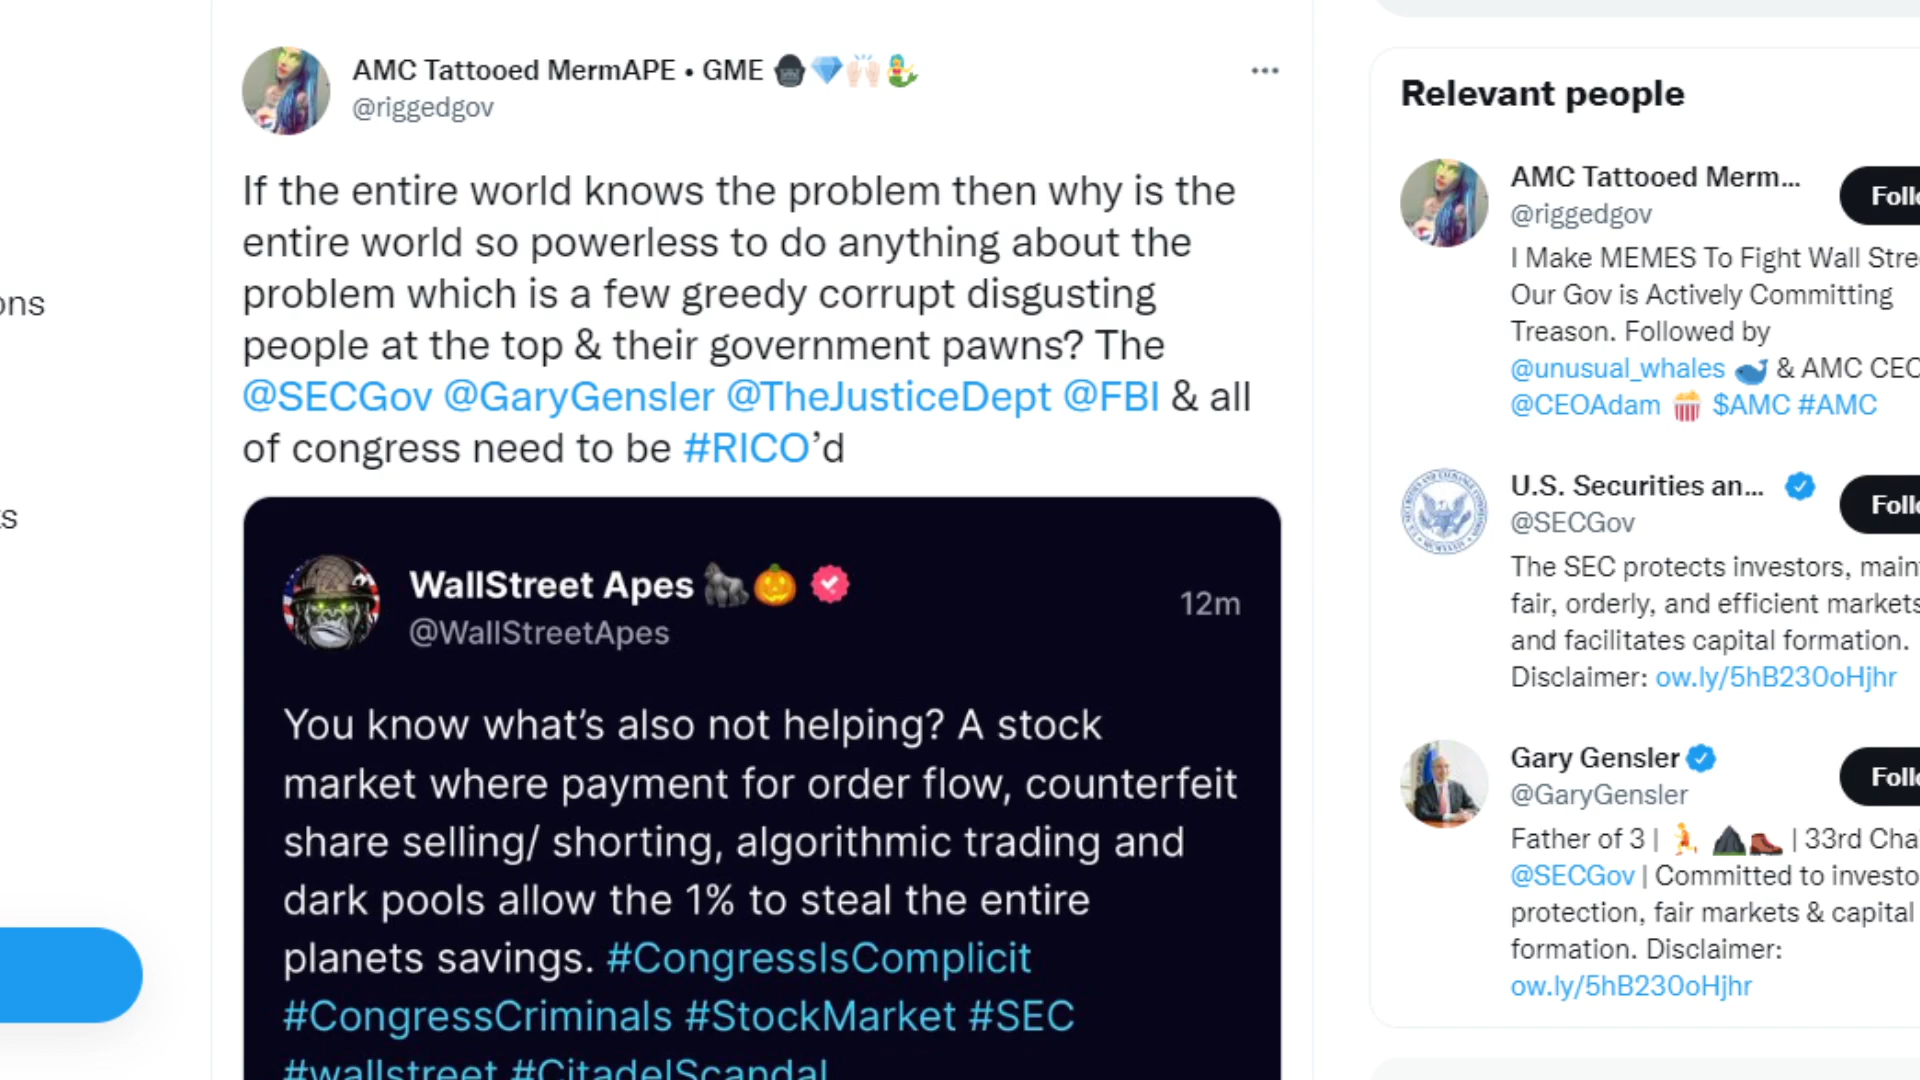 AMC Tattooed MermAPE • GME 🦍💎🙌🏻🧜‍♀️
@riggedgov
If the entire world knows the problem then why is the
entire world so powerless to do anything about the
problem which is a few greedy corrupt disgusting
people at the top & their government pawns? The
@SECGov @GaryGensler @TheJusticeDept @FBI & all
of congress need to be #RICO’d
WallStreet Apes 🦍🎃
@WallStreetApes
12m
You know what’s also not helping? A stock
market where payment for order flow, counterfeit
share selling/ shorting, algorithmic trading and
dark pools allow the 1% to steal the entire
planets savings. #CongressIsComplicit
#CongressCriminals #StockMarket #SEC
#wallstreet #CitadelScandal
Relevant people
AMC Tattooed Merm...
@riggedgov
Foll
I Make MEMES To Fight Wall Stre
Our Gov is Actively Committing
Treason. Followed by
@unusual_whales 🐋 & AMC CEO
@CEOAdam 🍿 $AMC #AMC
U.S. Securities an...
@SECGov
Foll
The SEC protects investors, main
fair, orderly, and efficient markets
and facilitates capital formation.
Disclaimer: ow.ly/5hB230oHjhr
Gary Gensler
@GaryGensler
Foll
Father of 3 | 🏃 ⛰️🥾 | 33rd Cha
@SECGov | Committed to investo
protection, fair markets & capital
formation. Disclaimer:
ow.ly/5hB230oHjhr
ons
s